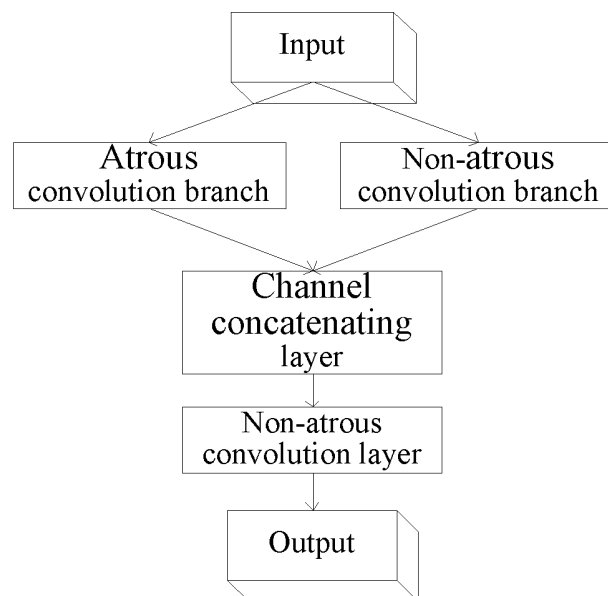 Input
Atrous
convolution branch
Non-atrous
convolution branch
Channel
concatenating
layer
Non-atrous
convolution layer
Output